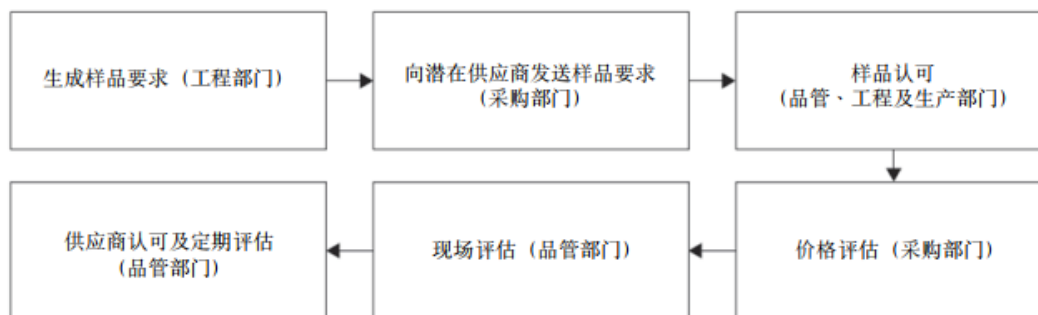 生成样品要求（工程部门）
向潜在供应商发送样品要求
（采购部门）
样品认可
（品管、工程及生产部门）
价格评估（采购部门）
现场评估（品管部门）
供应商认可及定期评估
（品管部门）